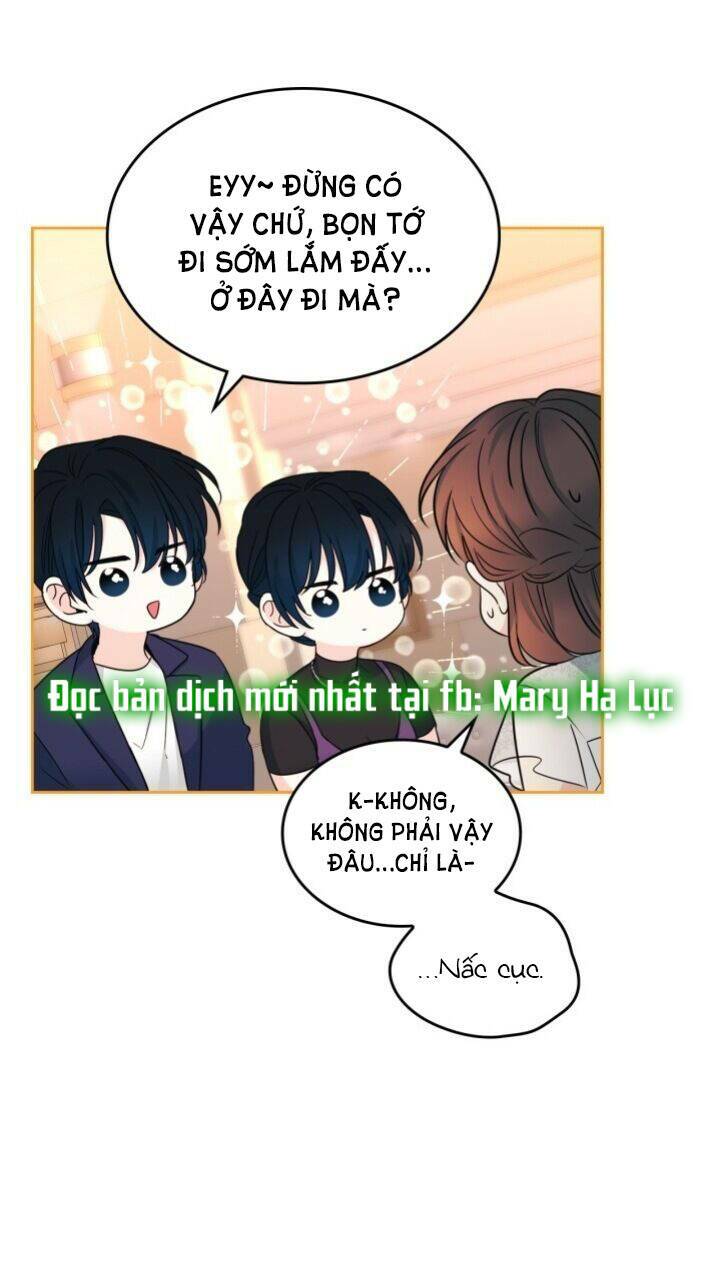 EYY~ ĐỪNG CÓ
VẬY CHỨ, BỌN TỚ
ĐI SỚM LẮM ĐẤY...
Ở ĐÂY ĐI MÀ?
Đọc bản dịch mới nhất tại fb: Mary Hạ Lục
K-KHÔNG,
KHÔNG PHẢI VẬY
ĐÂU...CHỈ LÀ-
...Nấc cục.